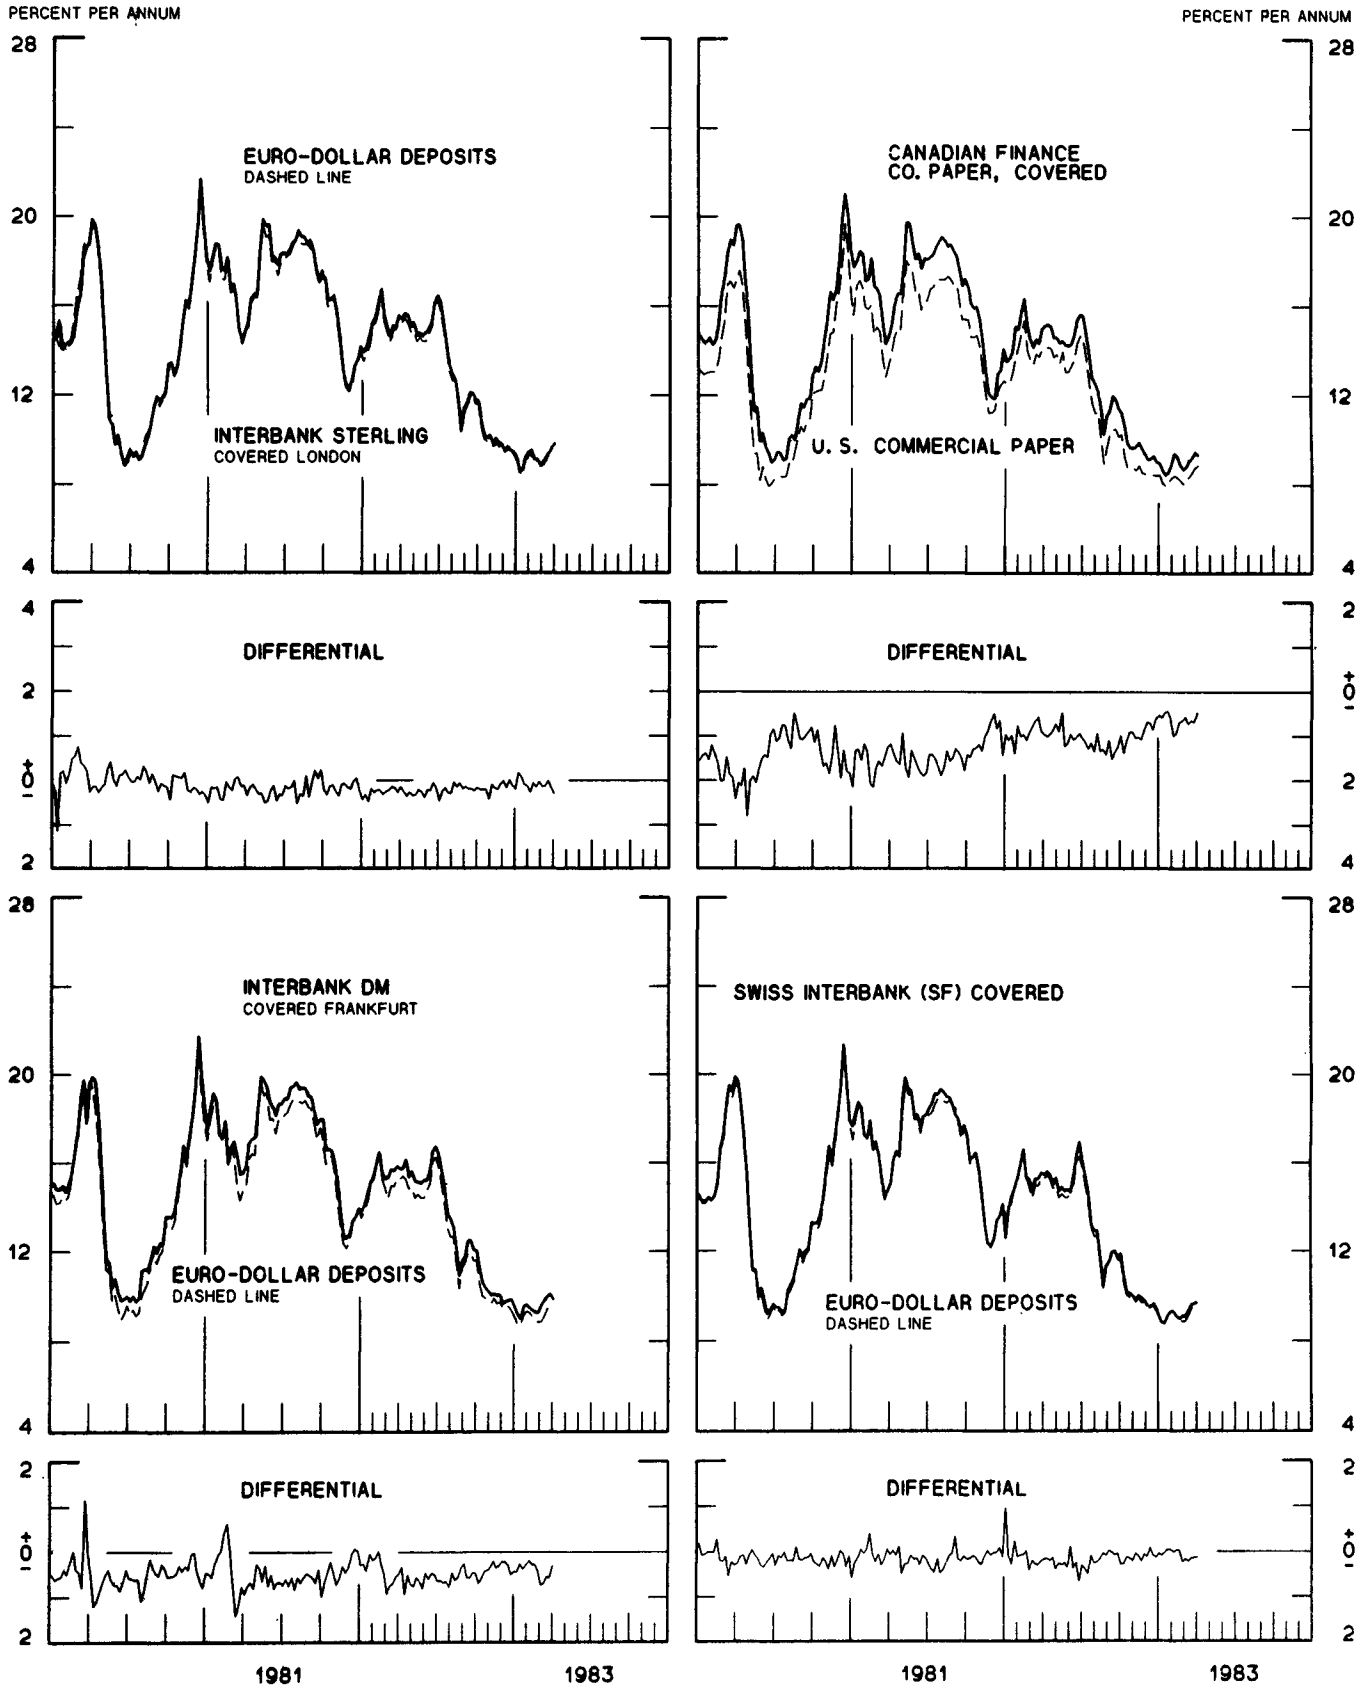 PERCENT PER ANNUM
PERCENT PER ANNUM
28
20
12
4
EURO-DOLLAR DEPOSITS
DASHED LINE
INTERBANK STERLING
COVERED LONDON
CANADIAN FINANCE
CO. PAPER, COVERED
U. S. COMMERCIAL PAPER
28
20
12
4
4
2
+
0
-
2
DIFFERENTIAL
DIFFERENTIAL
2
+
0
-
2
4
28
20
12
4
INTERBANK DM
COVERED FRANKFURT
EURO-DOLLAR DEPOSITS
DASHED LINE
SWISS INTERBANK (SF) COVERED
EURO-DOLLAR DEPOSITS
DASHED LINE
28
20
12
4
2
+
0
-
2
DIFFERENTIAL
DIFFERENTIAL
2
+
0
-
2
1981
1983
1981
1983